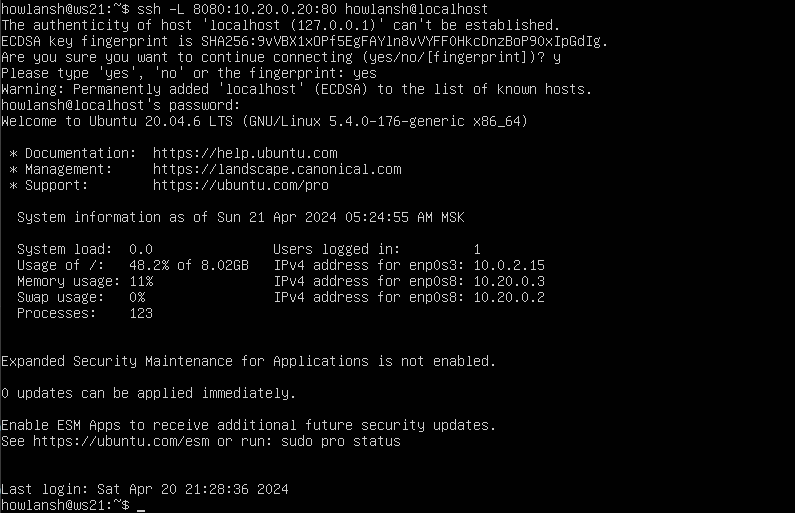 howlansh@ws21:~$ ssh -L 8080:10.20.0.20:80 howlansh@localhost
The authenticity of host 'localhost (127.0.0.1)' can't be established.
ECDSA key fingerprint is SHA256:9vVBX1xOPf5EgFAYln8vVYFFOHKcDnzBoP90xIpGdIg.
Are you sure you want to continue connecting (yes/no/[fingerprint])? y
Please type 'yes', 'no' or the fingerprint: yes
Warning: Permanently added 'localhost' (ECDSA) to the list of known hosts.
howlansh@localhost's password:
Welcome to Ubuntu 20.04.6 LTS (GNU/Linux 5.4.0-176-generic x86_64)
* Documentation: https://help.ubuntu.com
* Management: https://landscape.canonical.com
* Support: https://ubuntu.com/pro
System information as of Sun 21 Apr 2024 05:24:55 AM MSK
System load: 0.0 Users logged in: 1
Usage of /: 48.2% of 8.02GB IPv4 address for enp0s3: 10.0.2.15
Memory usage: 11% IPv4 address for enp0s8: 10.20.0.3
Swap usage: 0% IPv4 address for enp0s8: 10.20.0.2
Processes: 123
Expanded Security Maintenance for Applications is not enabled.
0 updates can be applied immediately.
Enable ESM Apps to receive additional future security updates.
See https://ubuntu.com/esm or run: sudo pro status
Last login: Sat Apr 20 21:28:36 2024
howlansh@ws21:~$ _